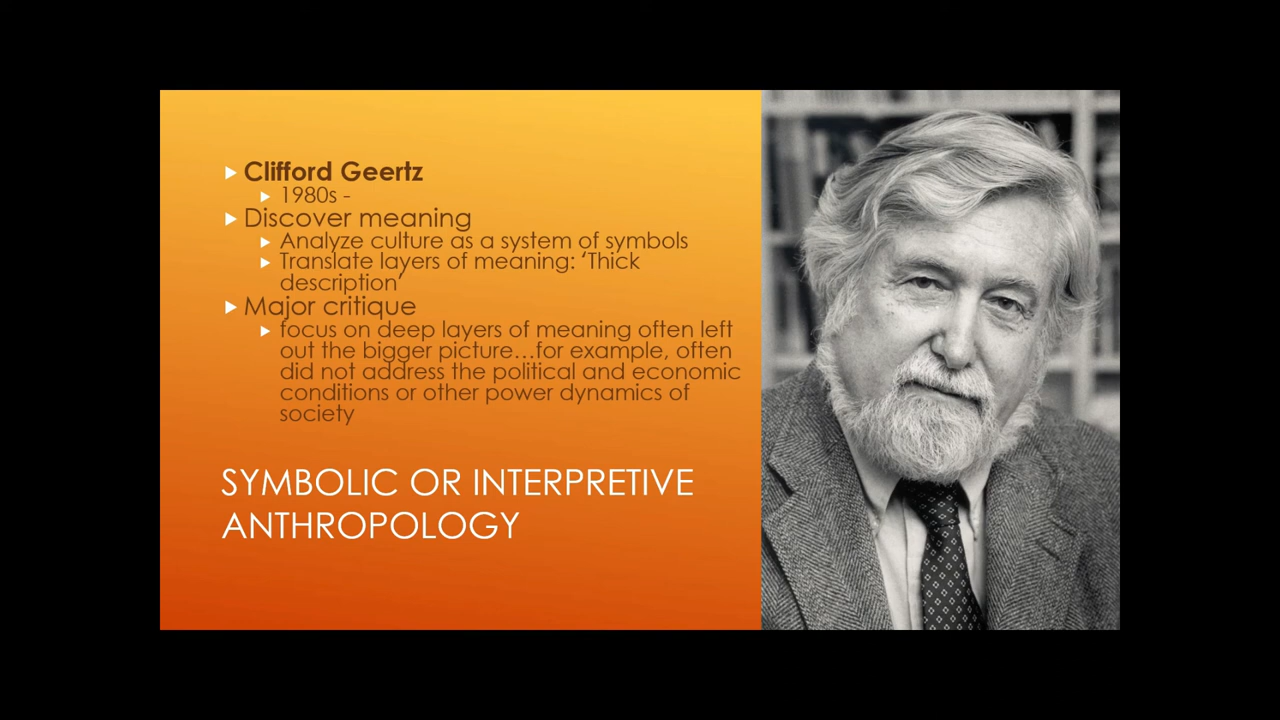 Clifford Geertz
1980s -
Discover meaning
Analyze culture as a system of symbols
Translate layers of meaning: ‘Thick
description’
Major critique
focus on deep layers of meaning often left
out the bigger picture…for example, often
did not address the political and economic
conditions or other power dynamics of
society
SYMBOLIC OR INTERPRETIVE
ANTHROPOLOGY